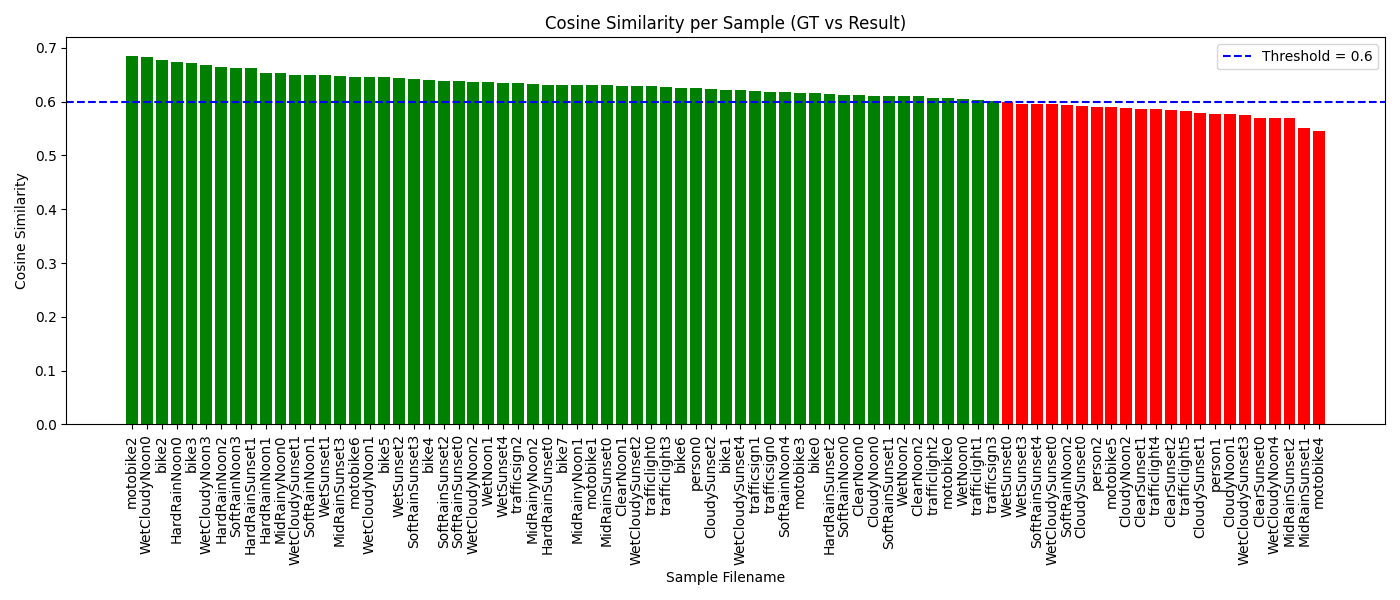 Cosine Similarity per Sample (GT vs Result)
Threshold = 0.6
Cosine Similarity
0.7
0.6
0.5
0.4
0.3
0.2
0.1
0.0
motobike2
WetCloudyNoon0
bike2
HardRainNoon0
bike3
WetCloudyNoon3
HardRainNoon2
SoftRainNoon3
HardRainSunset1
HardRainNoon1
MidRainyNoon0
WetCloudySunset1
SoftRainNoon1
WetSunset1
MidRainSunset3
motobike6
WetCloudyNoon1
bike5
WetSunset2
SoftRainSunset3
bike4
SoftRainSunset2
SoftRainSunset0
WetCloudyNoon2
WetNoon1
WetSunset4
trafficsign2
MidRainyNoon2
HardRainSunset0
bike7
MidRainyNoon1
motobike1
MidRainSunset0
ClearNoon1
WetCloudySunset2
trafficlight0
trafficlight3
bike6
person0
CloudySunset2
bike1
WetCloudySunset4
trafficsign1
trafficsign0
SoftRainNoon4
motobike3
bike0
HardRainSunset2
SoftRainNoon0
ClearNoon0
CloudyNoon0
SoftRainSunset1
WetNoon2
ClearNoon2
trafficlight2
motobike0
WetNoon0
trafficlight1
trafficsign3
WetSunset0
WetSunset3
SoftRainSunset4
WetCloudySunset0
SoftRainNoon2
CloudySunset0
person2
motobike5
CloudyNoon2
ClearSunset1
trafficlight4
ClearSunset2
trafficlight5
CloudySunset1
person1
CloudyNoon1
WetCloudySunset3
ClearSunset0
WetCloudyNoon4
MidRainSunset2
MidRainSunset1
motobike4
Sample Filename